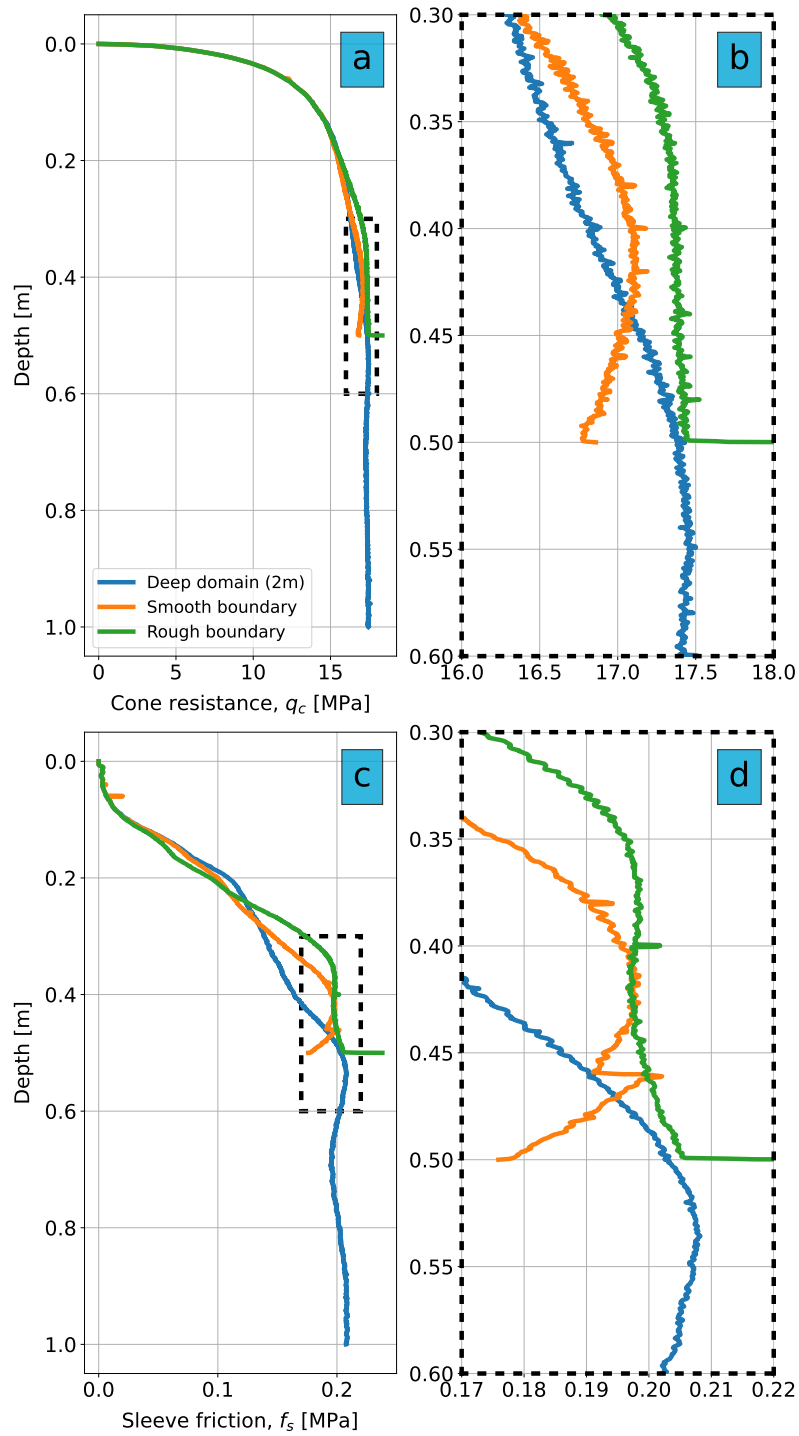 a
b
0.0
0.2
0.4
0.6
0.8
1.0
Depth [m]
Deep domain (2m)
Smooth boundary
Rough boundary
0 5 10 15
Cone resistance, q_c [MPa]
0.30
0.35
0.40
0.45
0.50
0.55
0.60
16.0 16.5 17.0 17.5 18.0
c
d
0.0
0.2
0.4
0.6
0.8
1.0
Depth [m]
0.0 0.1 0.2
Sleeve friction, f_s [MPa]
0.30
0.35
0.40
0.45
0.50
0.55
0.60
0.17 0.18 0.19 0.20 0.21 0.22